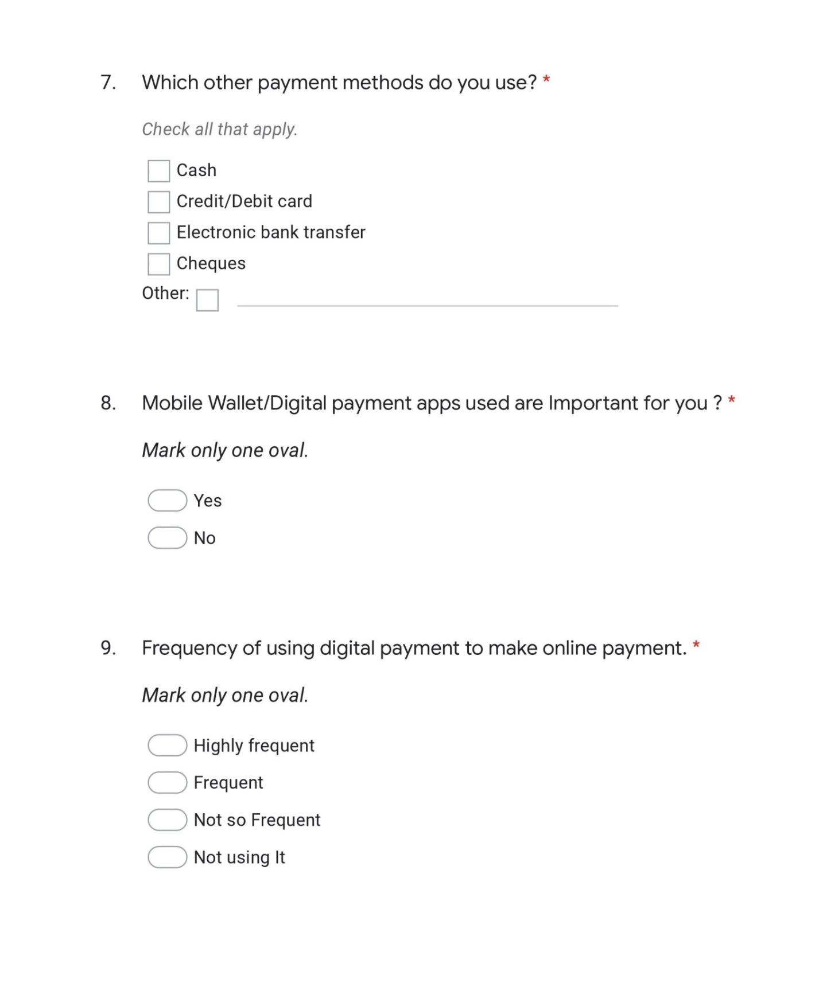 7. Which other payment methods do you use? *
Check all that apply.
Cash
Credit/Debit card
Electronic bank transfer
Cheques
Other:
8. Mobile Wallet/Digital payment apps used are Important for you ? *
Mark only one oval.
Yes
No
9. Frequency of using digital payment to make online payment. *
Mark only one oval.
Highly frequent
Frequent
Not so Frequent
Not using It